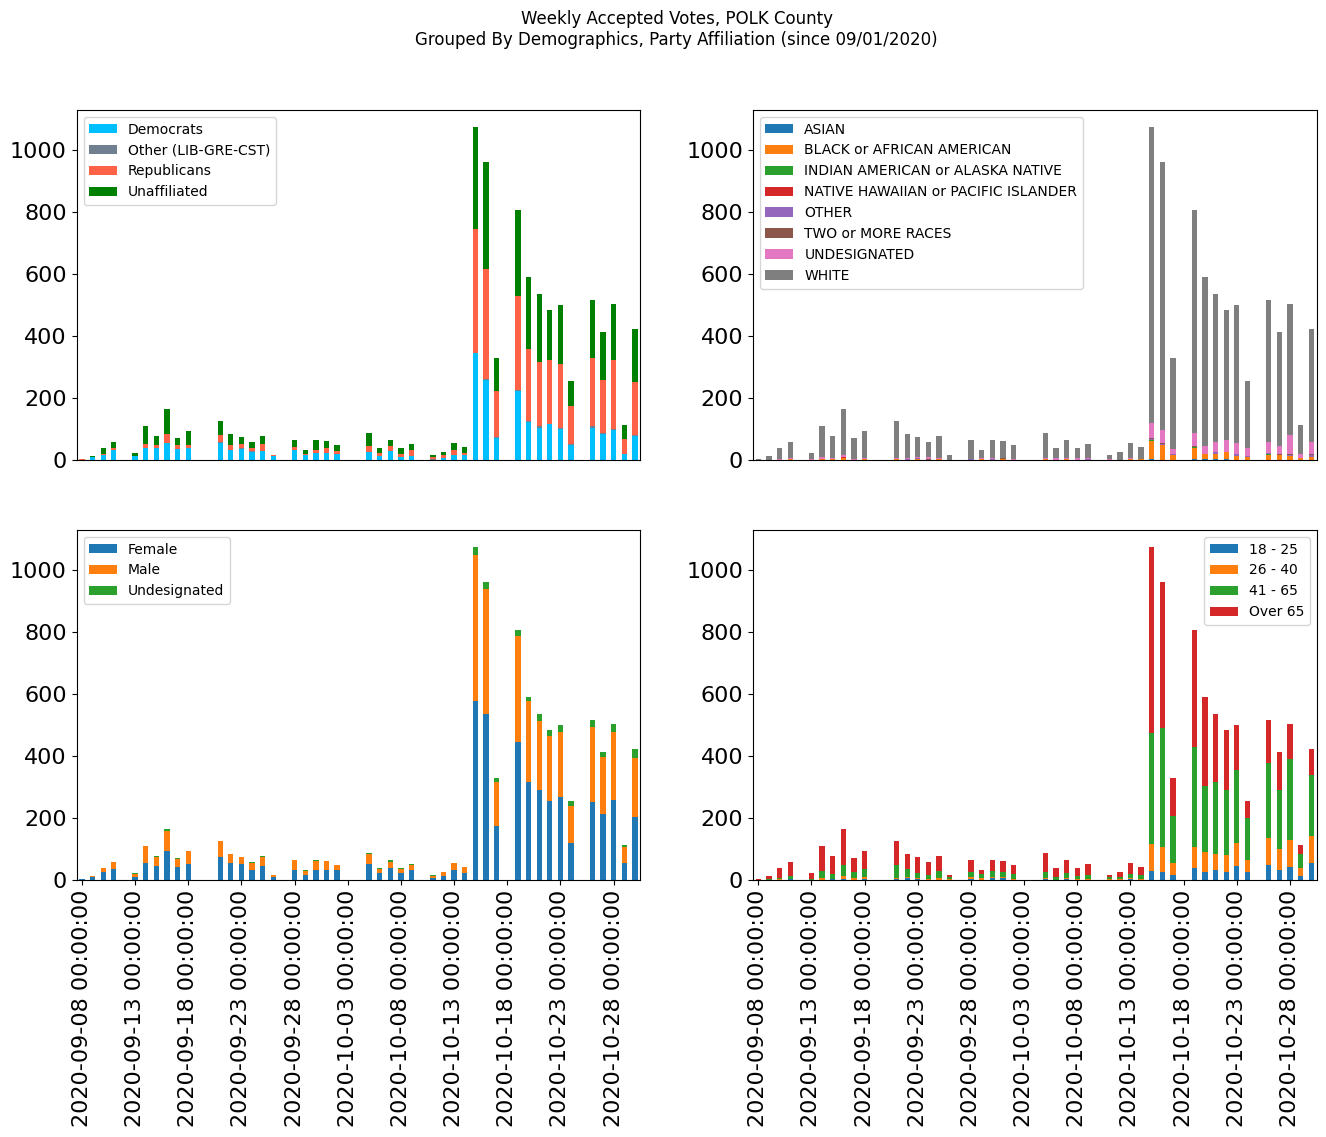 Weekly Accepted Votes, POLK County
Grouped By Demographics, Party Affiliation (since 09/01/2020)
1000
800
600
400
200
0
Democrats
Other (LIB-GRE-CST)
Republicans
Unaffiliated
1000
800
600
400
200
0
ASIAN
BLACK or AFRICAN AMERICAN
INDIAN AMERICAN or ALASKA NATIVE
NATIVE HAWAIIAN or PACIFIC ISLANDER
OTHER
TWO or MORE RACES
UNDESIGNATED
WHITE
1000
800
600
400
200
0
Female
Male
Undesignated
2020-09-08 00:00:00
2020-09-13 00:00:00
2020-09-18 00:00:00
2020-09-23 00:00:00
2020-09-28 00:00:00
2020-10-03 00:00:00
2020-10-08 00:00:00
2020-10-13 00:00:00
2020-10-18 00:00:00
2020-10-23 00:00:00
2020-10-28 00:00:00
1000
800
600
400
200
0
18 - 25
26 - 40
41 - 65
Over 65
2020-09-08 00:00:00
2020-09-13 00:00:00
2020-09-18 00:00:00
2020-09-23 00:00:00
2020-09-28 00:00:00
2020-10-03 00:00:00
2020-10-08 00:00:00
2020-10-13 00:00:00
2020-10-18 00:00:00
2020-10-23 00:00:00
2020-10-28 00:00:00